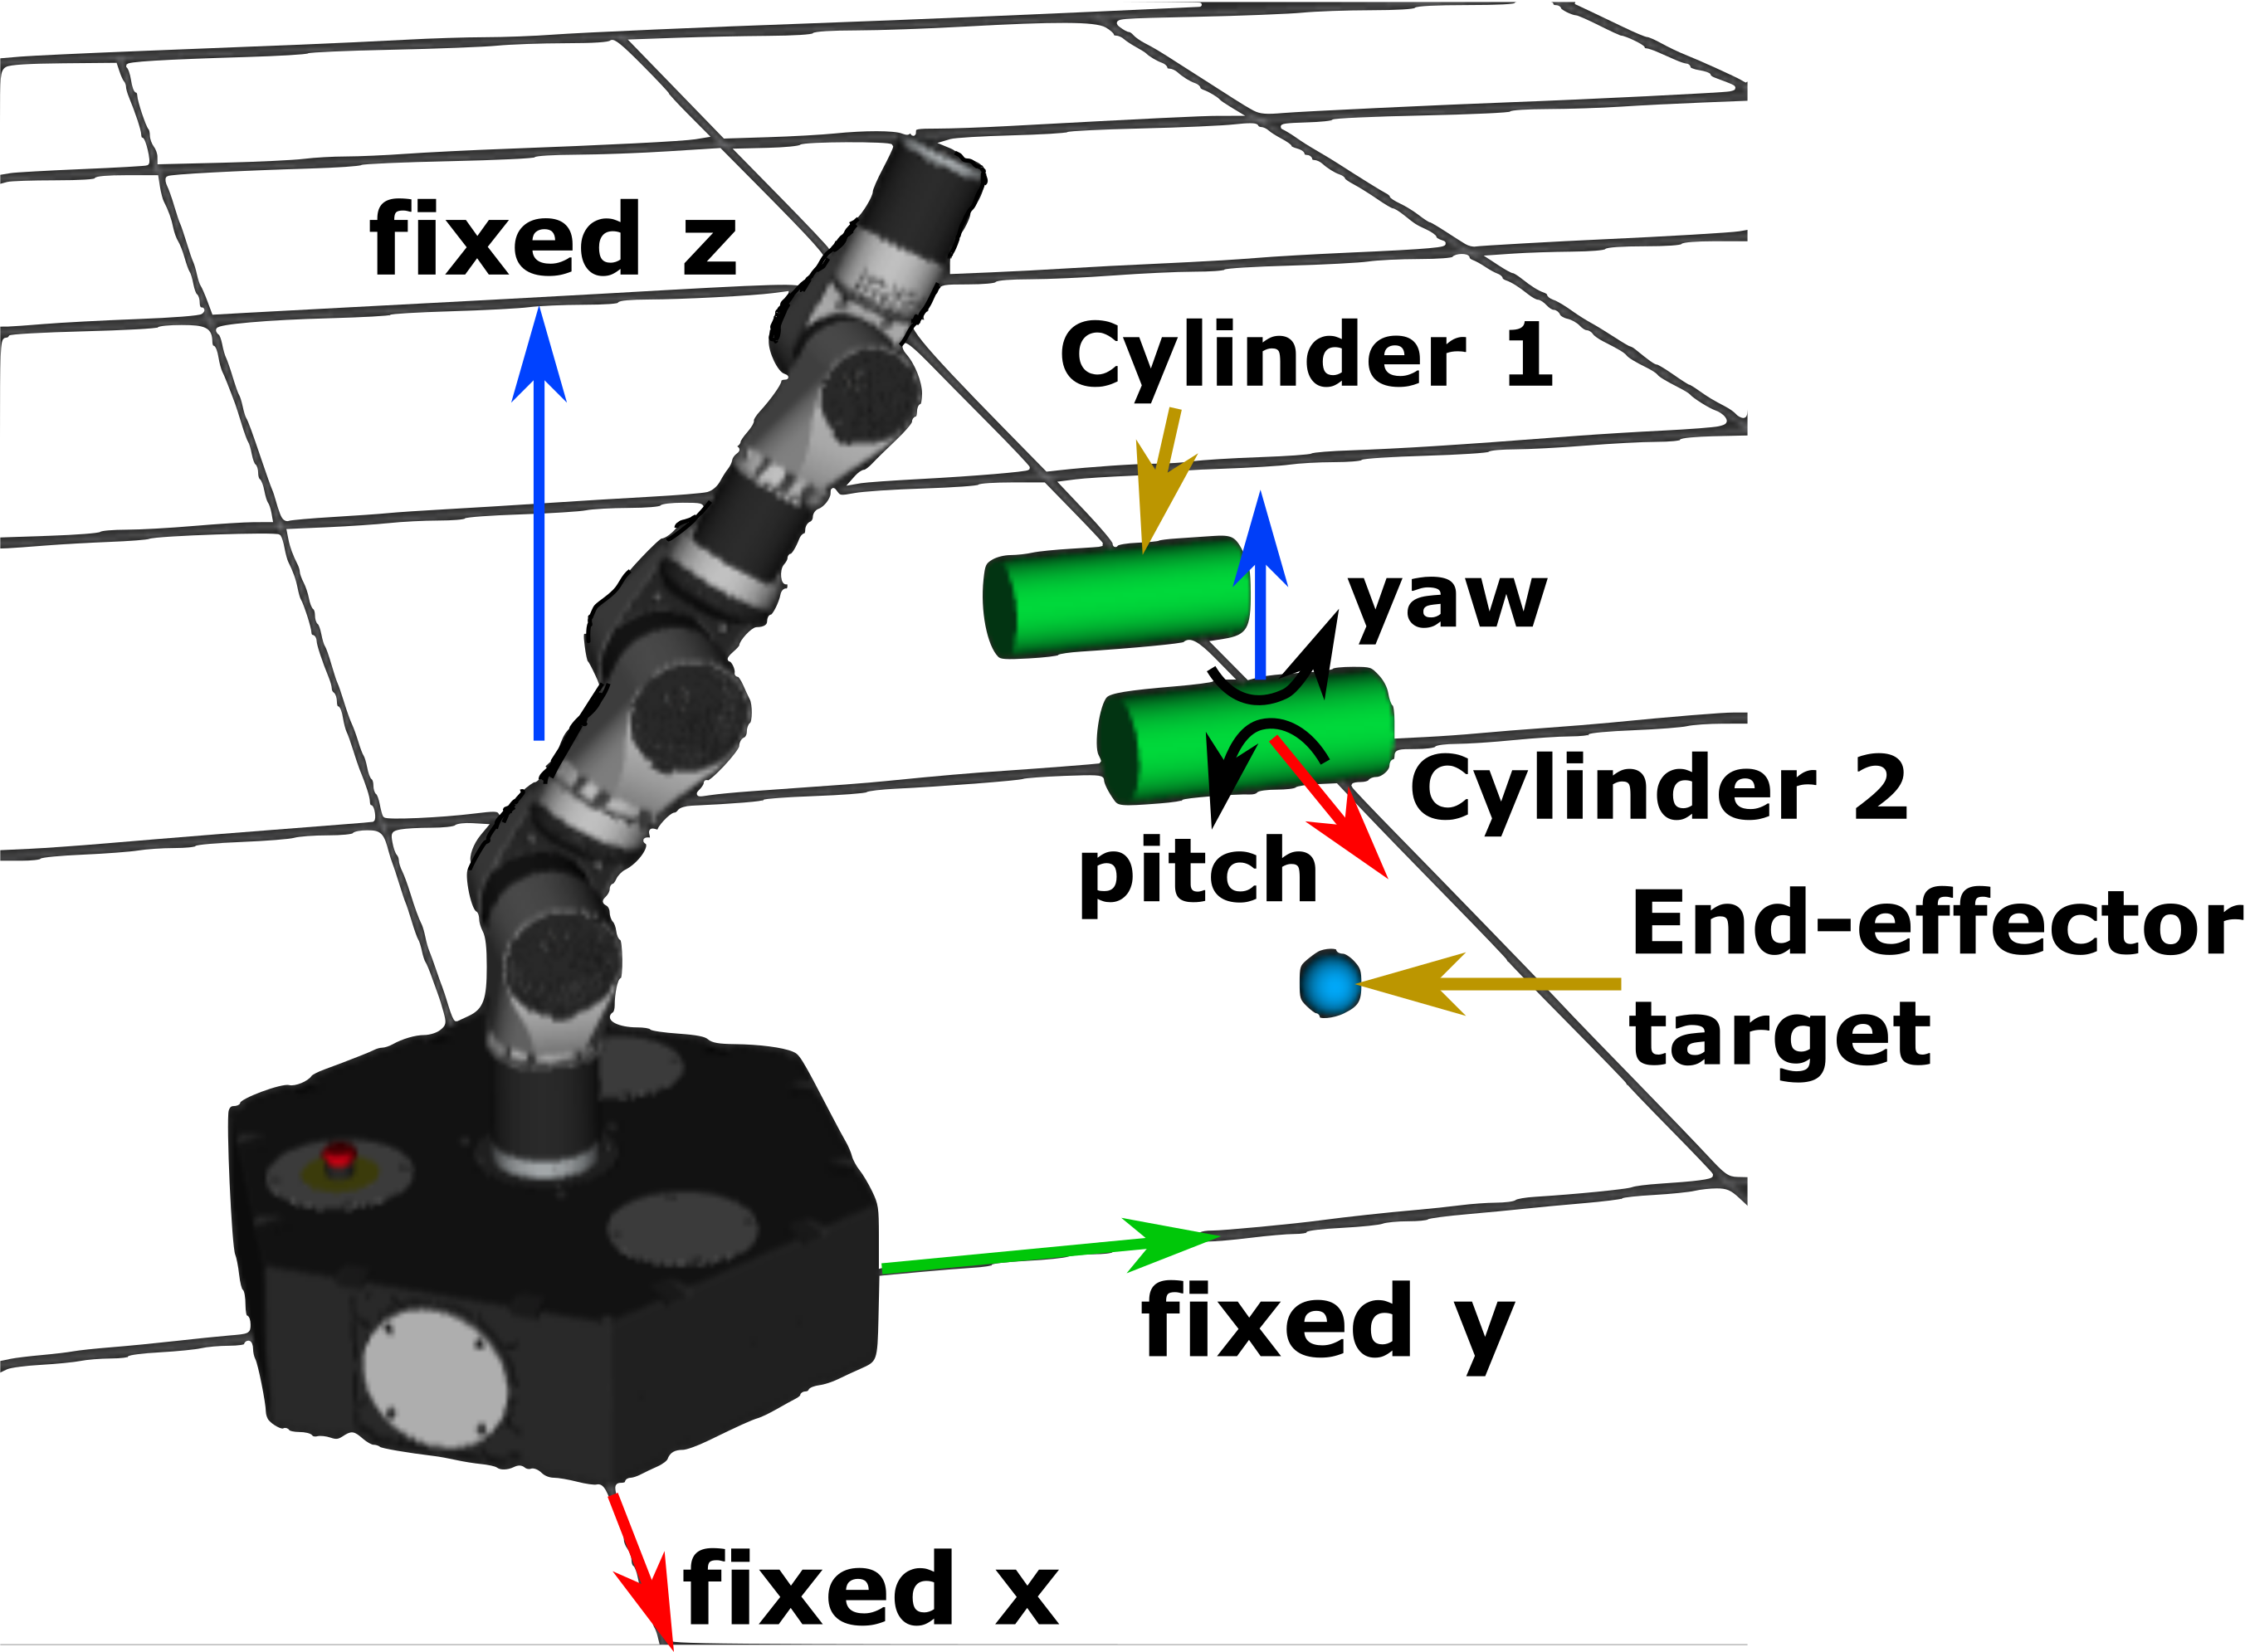 fixed z
Cylinder 1
yaw
Cylinder 2
pitch
End-effector
target
fixed y
fixed x